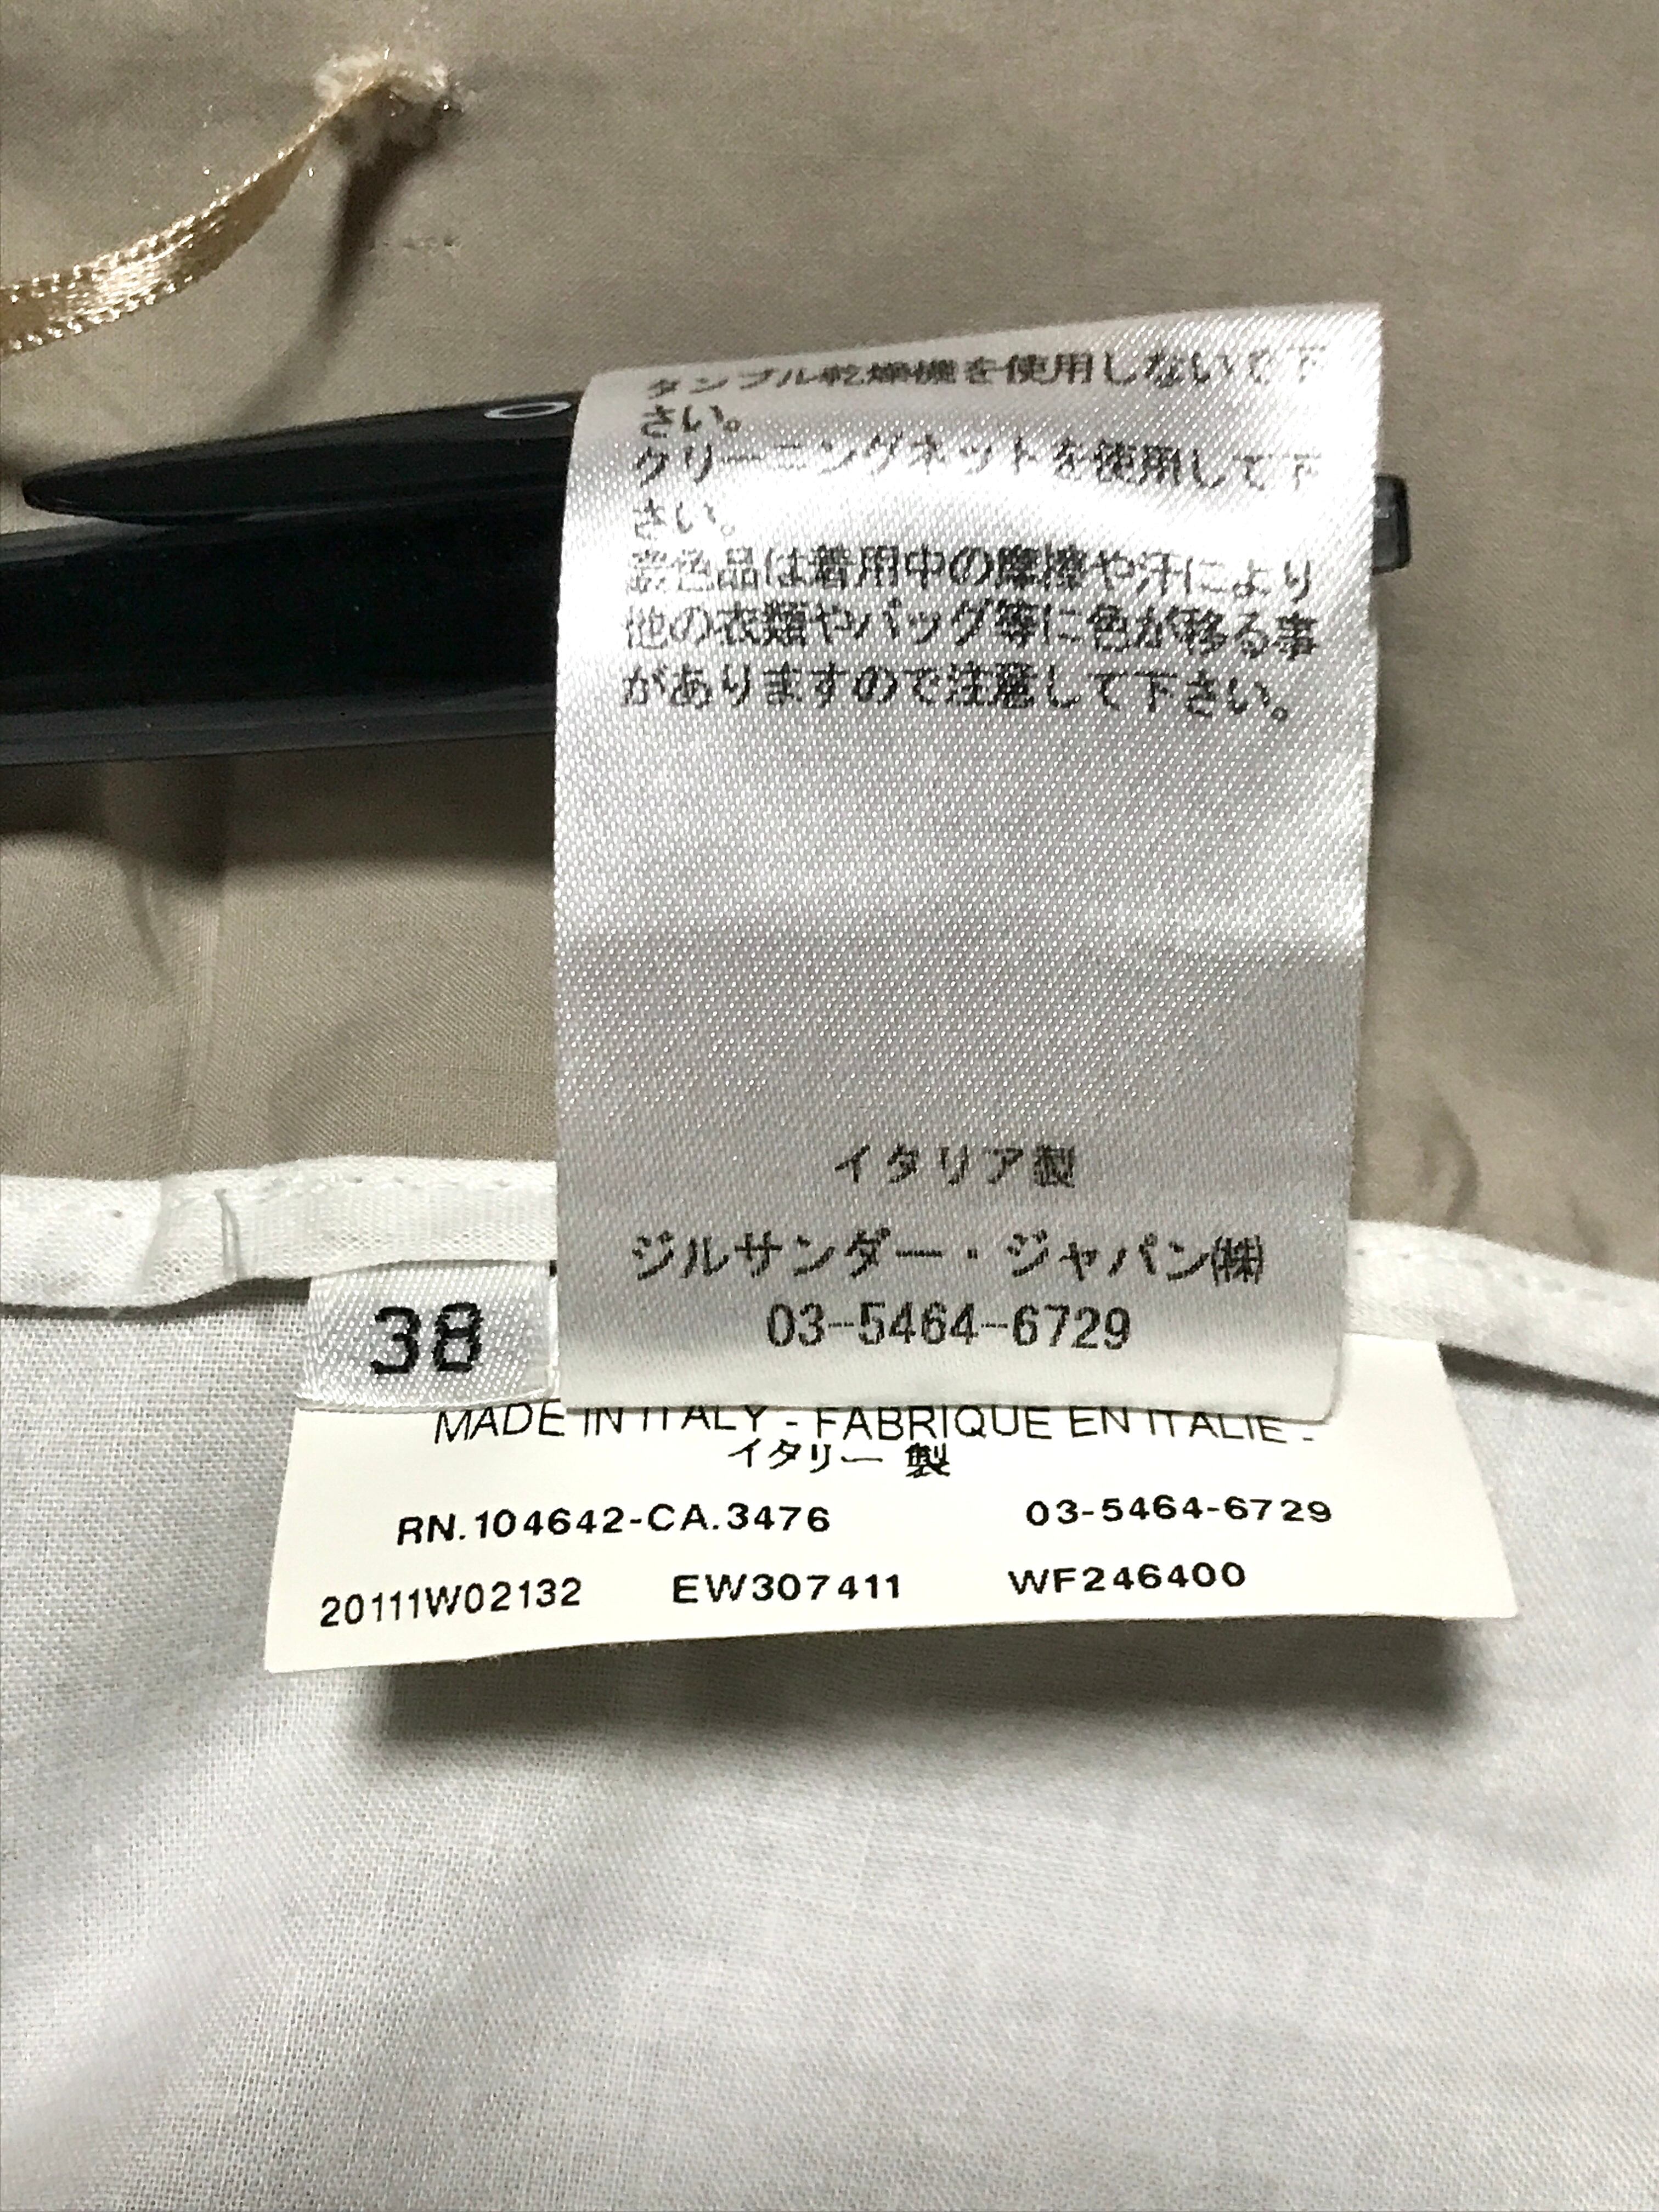 タンブル乾燥機を使用しないで下
さい。
クリーニングネットを使用して下
さい。
濃色品は着用中の摩擦や汗により
他の衣類やバッグ等に色が移る事
がありますので注意して下さい。
イタリア製
ジルサンダー・ジャパン㈱
03-5464-6729
38
MADE IN ITALY - FABRIQUE EN ITALIE -
イタリー 製
RN.104642-CA.3476 03-5464-6729
20111W02132 EW307411 WF246400